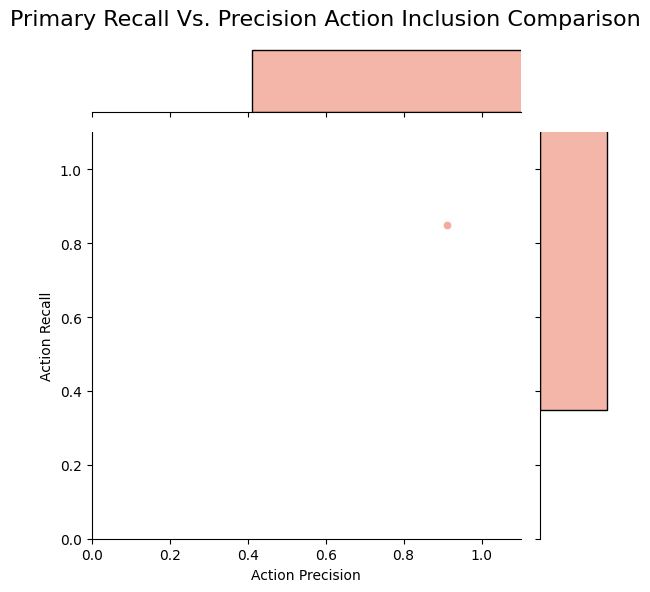 Primary Recall Vs. Precision Action Inclusion Comparison
1.0
0.8
0.6
0.4
0.2
0.0
Action Recall
0.0 0.2 0.4 0.6 0.8 1.0
Action Precision